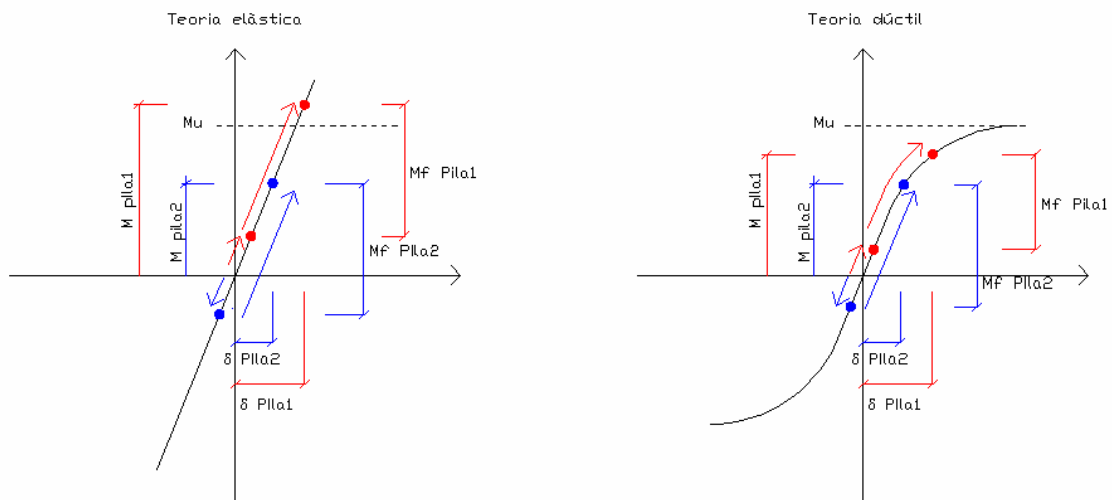 Teoria elàstica
Mu
M pila1
M pila2
Mf Pila1
Mf Pila2
δ Pila2
δ Pila1
Teoria dúctil
Mu
M pila1
M pila2
Mf Pila1
Mf Pila2
δ Pila2
δ Pila1